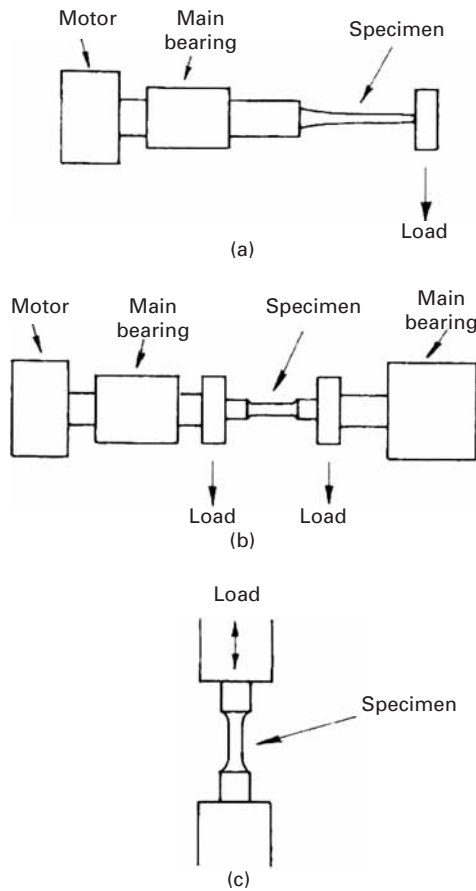 Motor
Main
bearing
Specimen
Load
(a)
Motor
Main
bearing
Specimen
Main
bearing
Load
Load
(b)
Load
Specimen
(c)